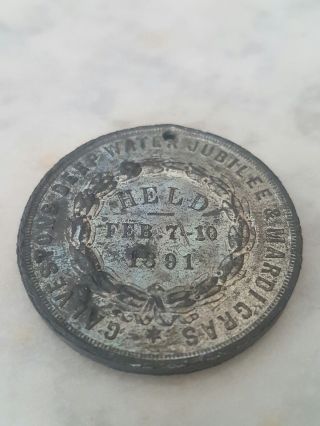 GALVESTON'S DEEP WATER JUBILEE & MARDI GRAS
HELD
FEB. 7-10
1891